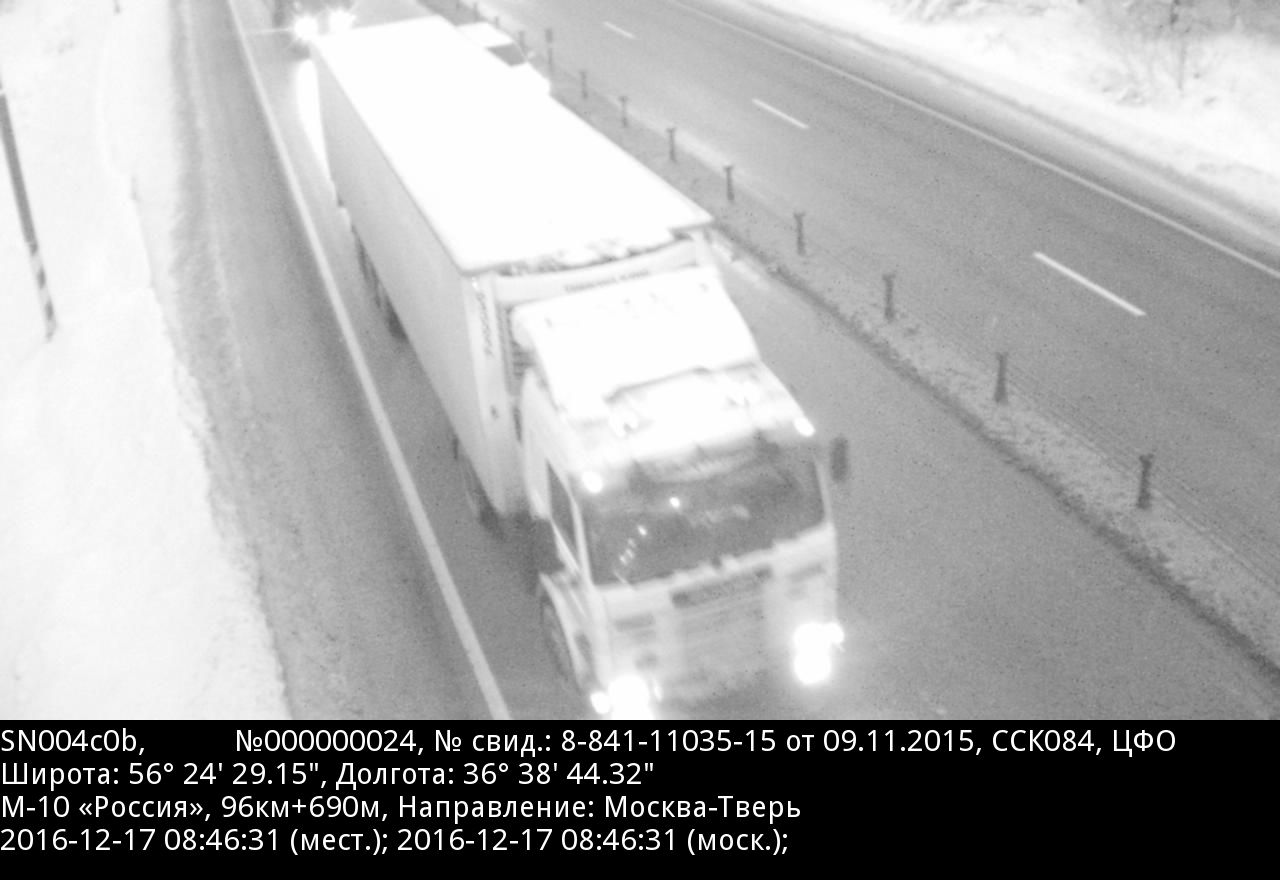 SN004c0b, №000000024, № свид.: 8-841-11035-15 от 09.11.2015, ССК084, ЦФО
Широта: 56° 24' 29.15", Долгота: 36° 38' 44.32"
М-10 «Россия», 96км+690м, Направление: Москва-Тверь
2016-12-17 08:46:31 (мест.); 2016-12-17 08:46:31 (моск.);